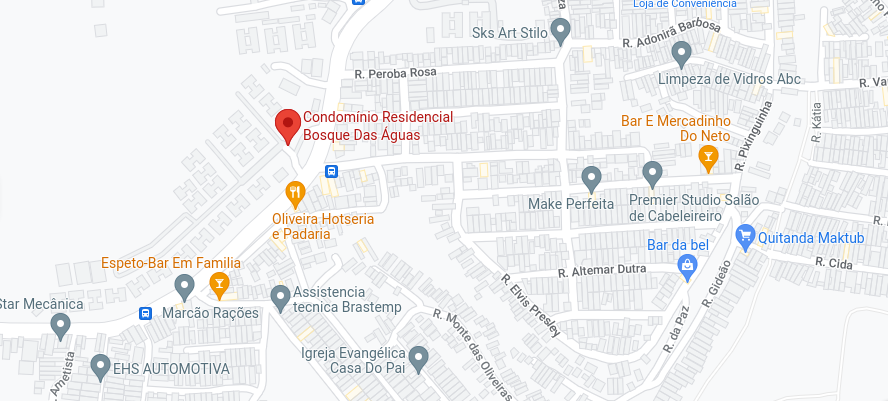 Loja de Conveniência
Sks Art Stilo
R. Adonirã Barbosa
R. Peroba Rosa
Limpeza de Vidros Abc
R. Kátia
Condomínio Residencial
Bosque Das Águas
Bar E Mercadinho
Do Neto
R. Pixinguinha
Make Perfeita
Premier Studio Salão
de Cabeleireiro
Oliveira Hotseria
e Padaria
Bar da bel
Quitanda Maktub
Espeto-Bar Em Familia
R. Altemar Dutra
R. Cida
R. Gideão
Star Mecânica
Marcão Rações
Assistencia
tecnica Brastemp
R. Elvis Presley
R. da Paz
R. Monte das Oliveiras
Igreja Evangélica
Casa Do Pai
EHS AUTOMOTIVA
Ametista